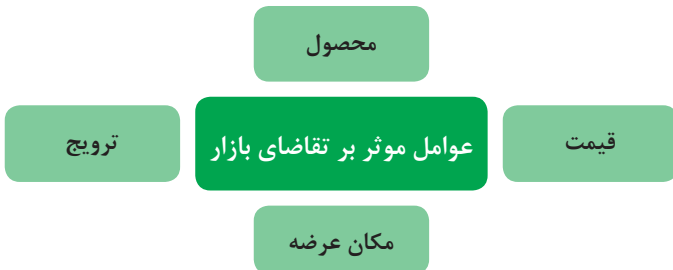 محصول
قیمت
عوامل موثر بر تقاضای بازار
ترویج
مکان عرضه